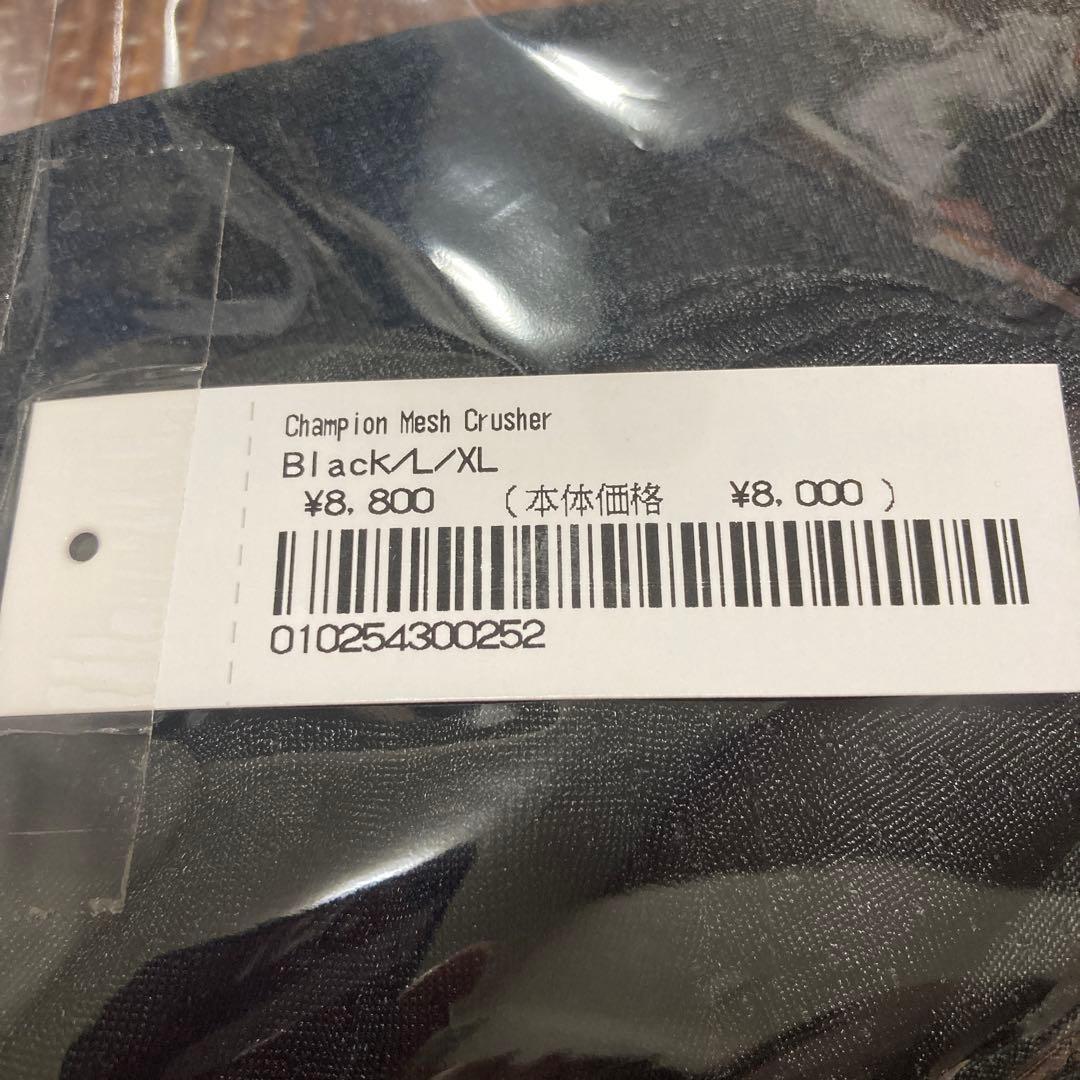 Champion Mesh Crusher
Black/L/XL
¥8,800 (本体価格 ¥8,000)
010254300252